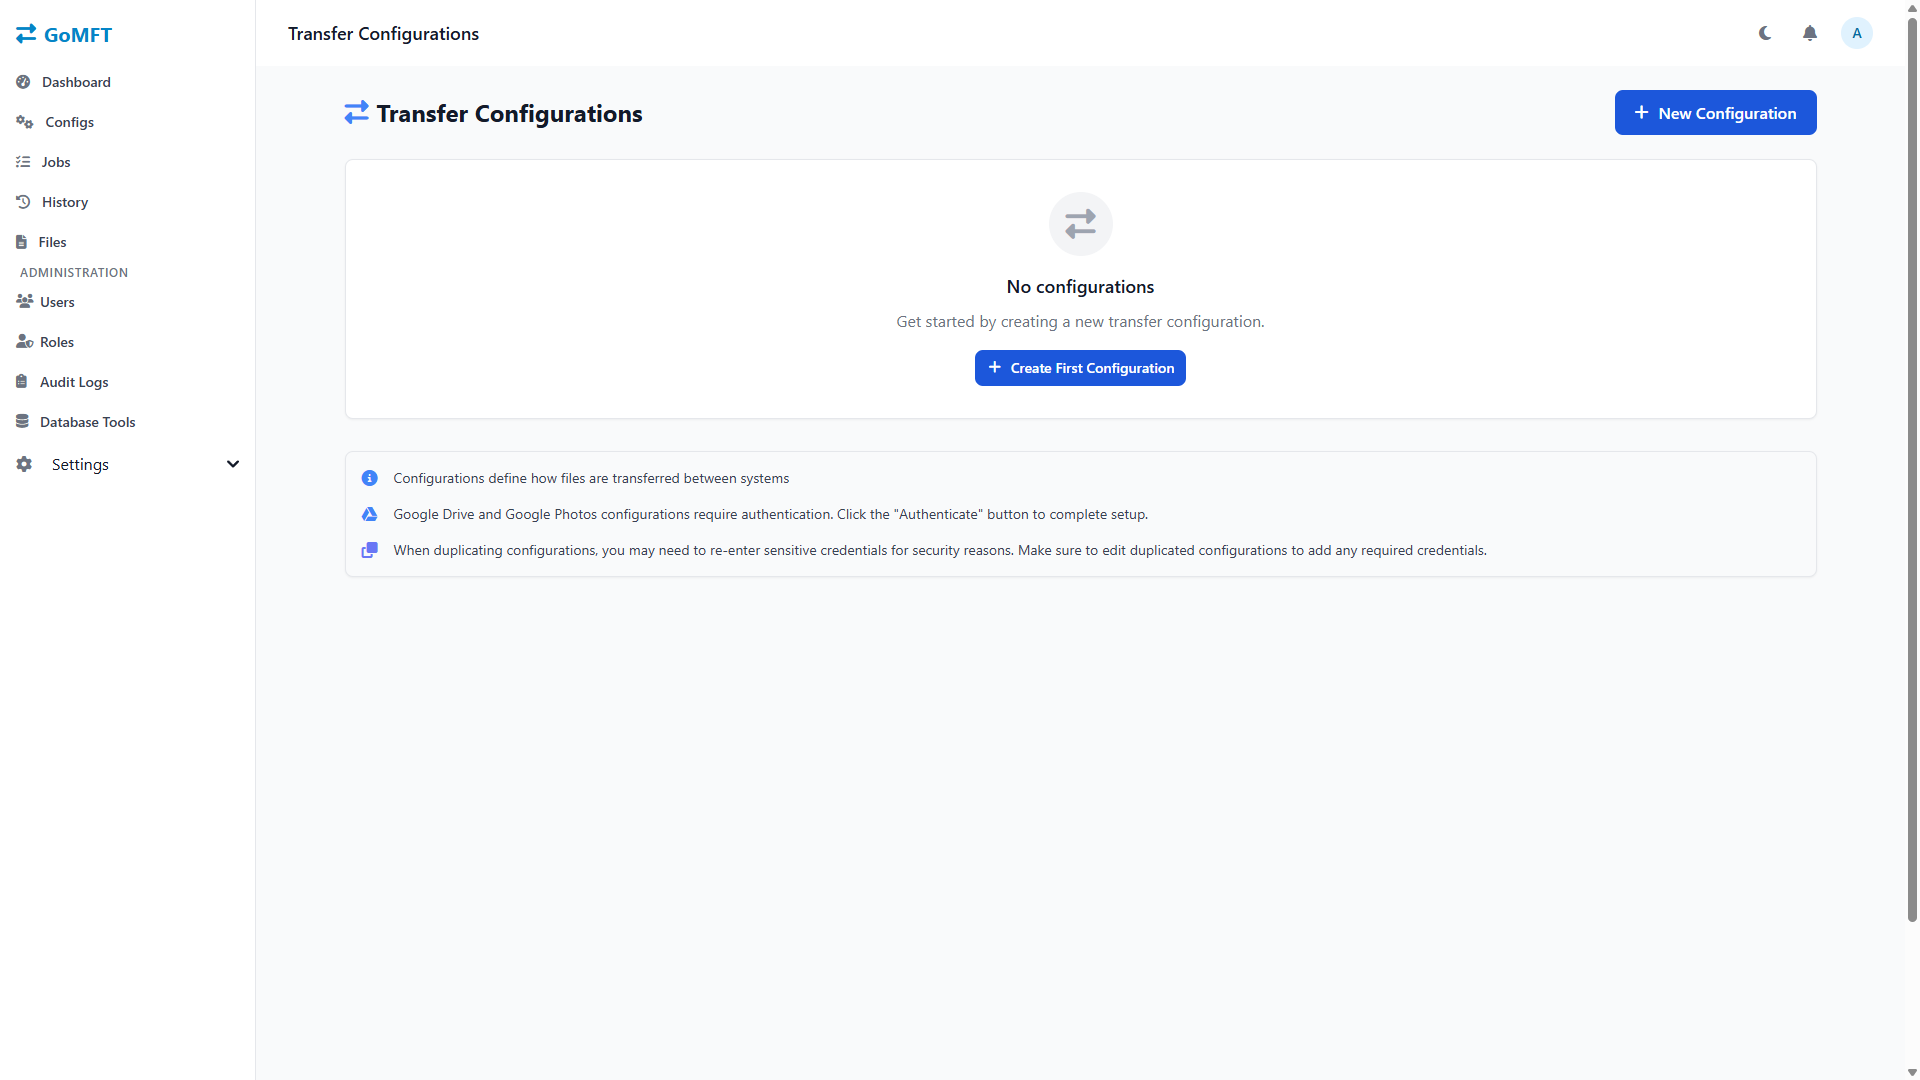 GoMFT
Dashboard
Configs
Jobs
History
Files
ADMINISTRATION
Users
Roles
Audit Logs
Database Tools
Settings
Transfer Configurations
A
Transfer Configurations
New Configuration
No configurations
Get started by creating a new transfer configuration.
Create First Configuration
Configurations define how files are transferred between systems
Google Drive and Google Photos configurations require authentication. Click the "Authenticate" button to complete setup.
When duplicating configurations, you may need to re-enter sensitive credentials for security reasons. Make sure to edit duplicated configurations to add any required credentials.